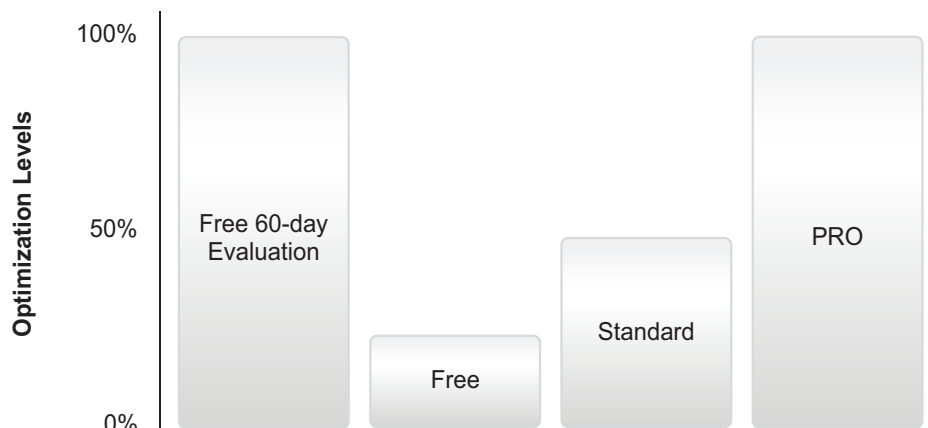 100%
Optimization Levels
50%
Free 60-day
Evaluation
PRO
Standard
Free
0%